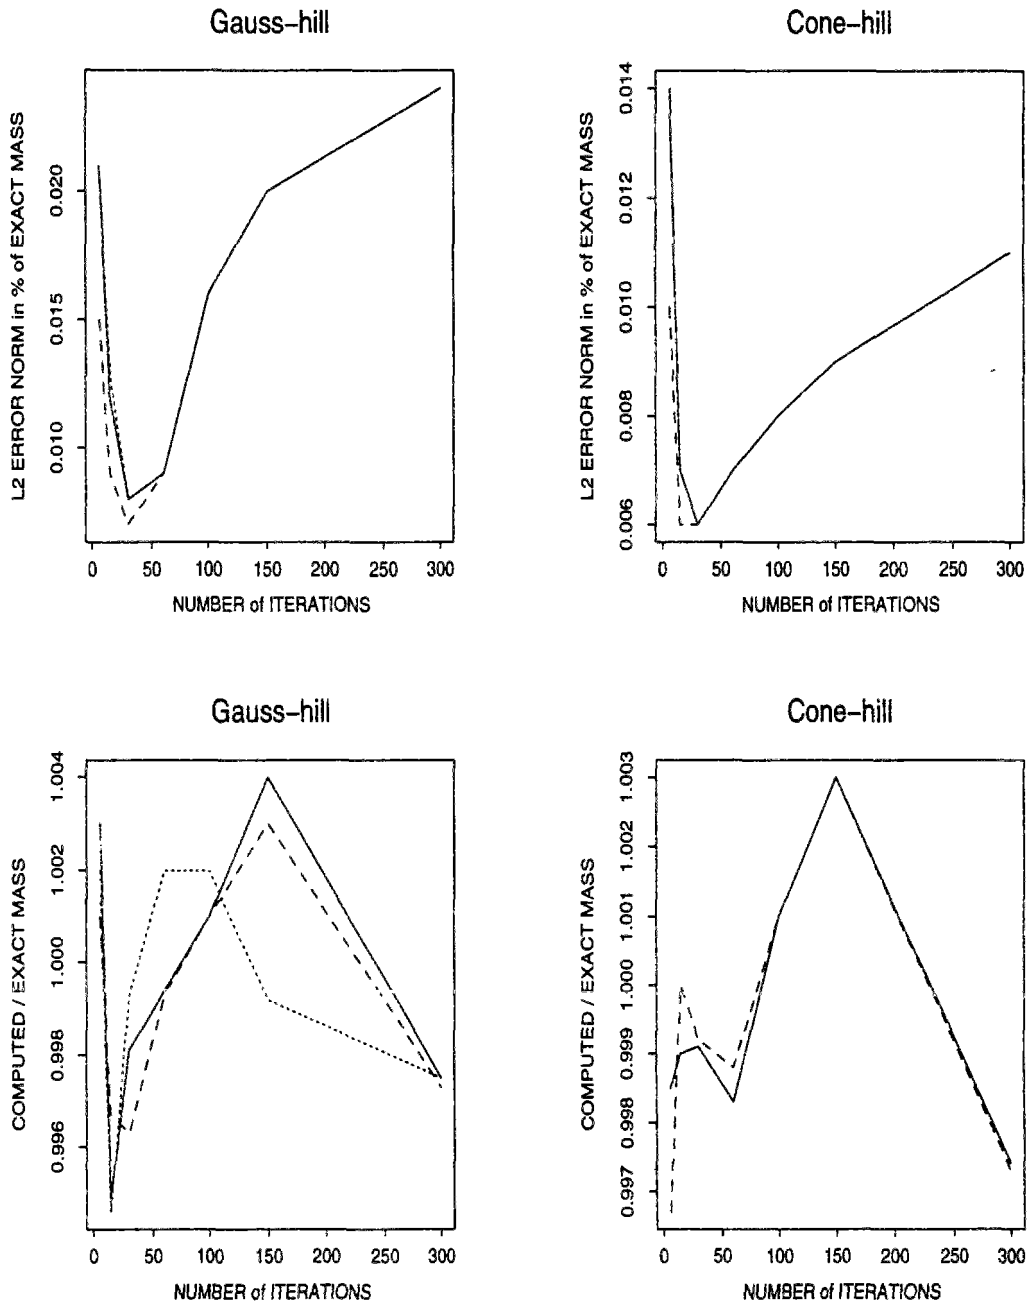 Gauss–hill
L2 ERROR NORM in % of EXACT MASS
0.020
0.015
0.010
0 50 100 150 200 250 300
NUMBER of ITERATIONS
Cone–hill
L2 ERROR NORM in % of EXACT MASS
0.014
0.012
0.010
0.008
0.006
0 50 100 150 200 250 300
NUMBER of ITERATIONS
Gauss–hill
COMPUTED / EXACT MASS
1.004
1.002
1.000
0.998
0.996
0 50 100 150 200 250 300
NUMBER of ITERATIONS
Cone–hill
COMPUTED / EXACT MASS
1.003
1.002
1.001
1.000
0.999
0.998
0.997
0 50 100 150 200 250 300
NUMBER of ITERATIONS